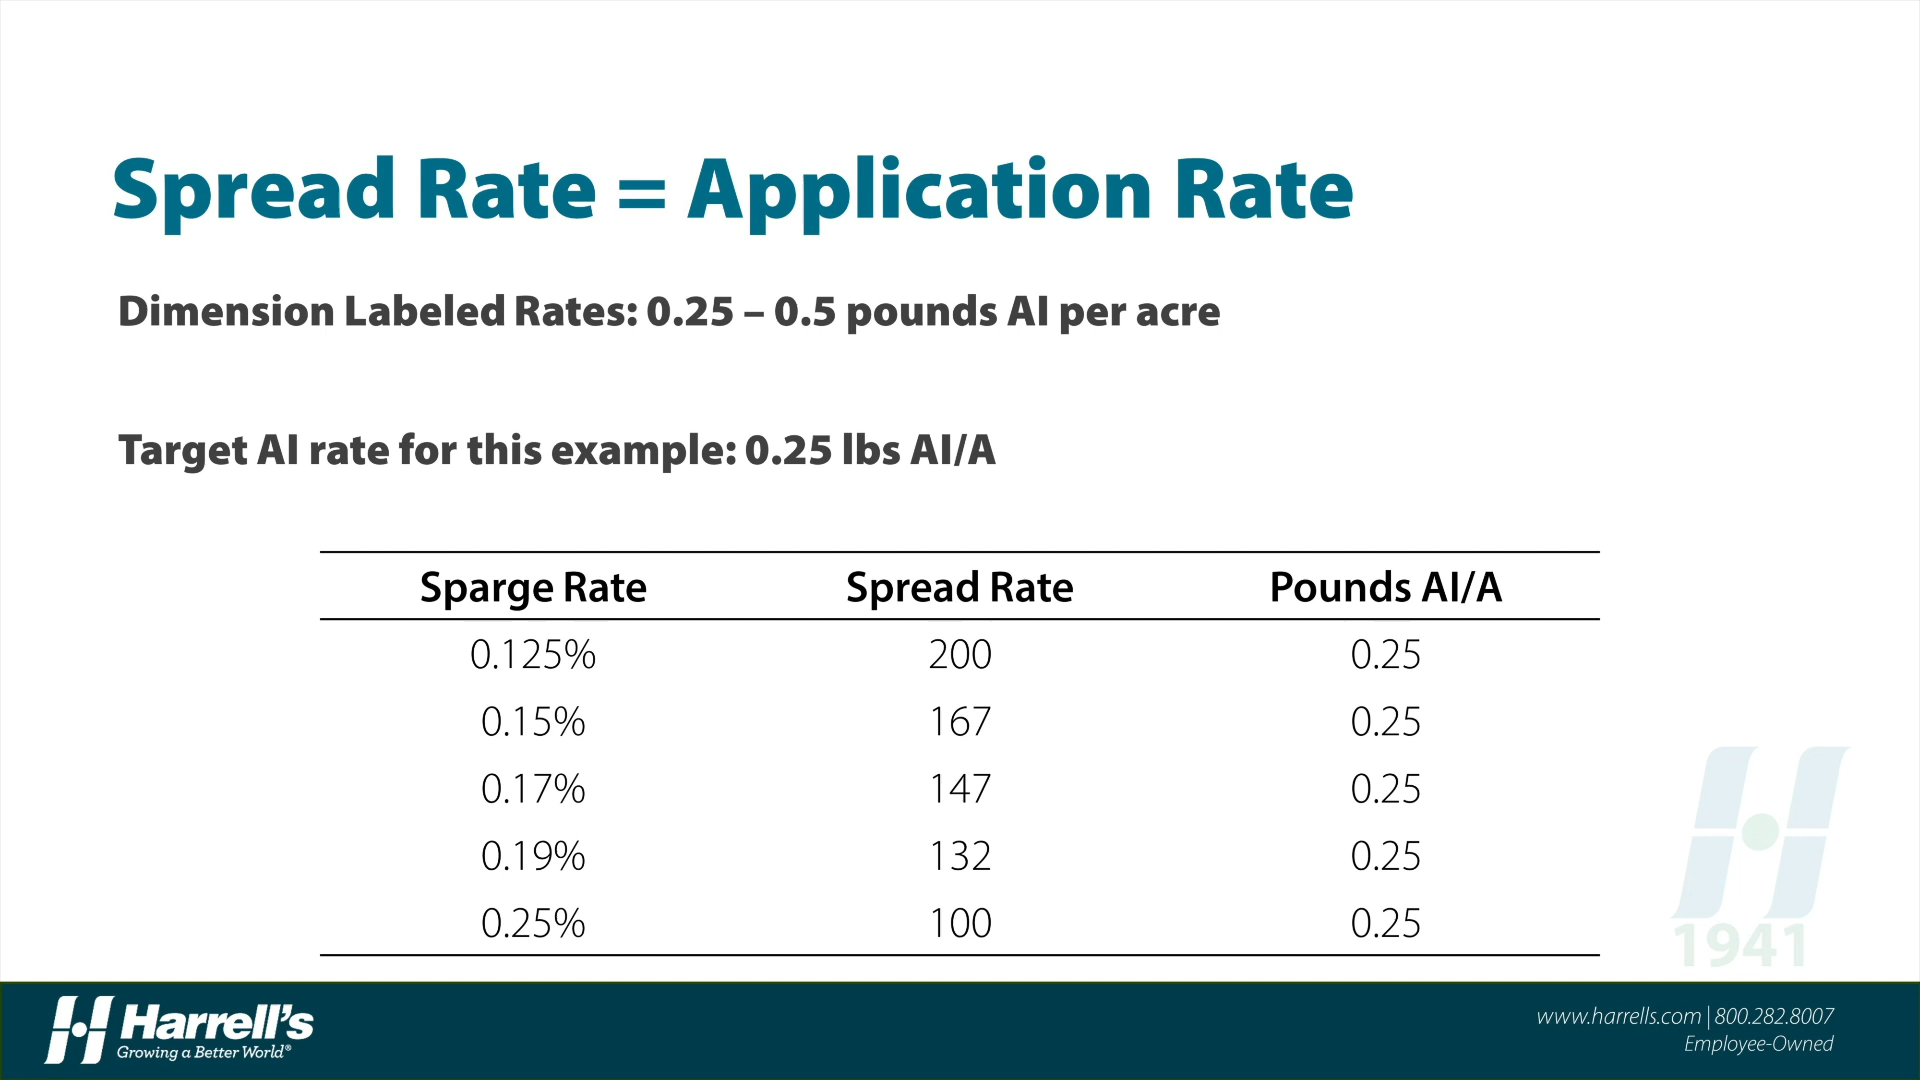 Spread Rate = Application Rate
Dimension Labeled Rates: 0.25 – 0.5 pounds AI per acre
Target AI rate for this example: 0.25 lbs AI/A
Sparge Rate Spread Rate Pounds AI/A
0.125% 200 0.25
0.15% 167 0.25
0.17% 147 0.25
0.19% 132 0.25
0.25% 100 0.25
1941
Harrell's
Growing a Better World®
www.harrells.com | 800.282.8007
Employee-Owned